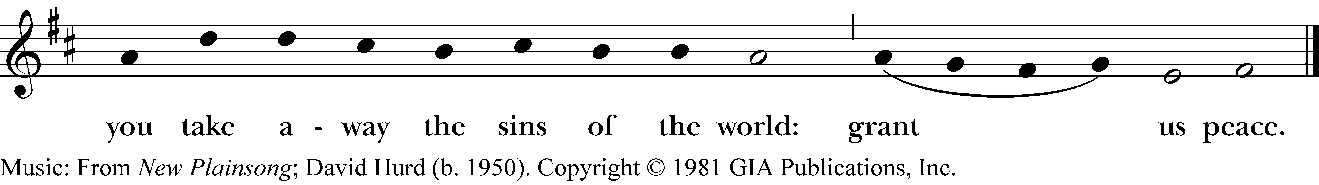 you take a - way the sins of the world: grant us peace.
Music: From New Plainsong; David Hurd (b. 1950). Copyright © 1981 GIA Publications, Inc.